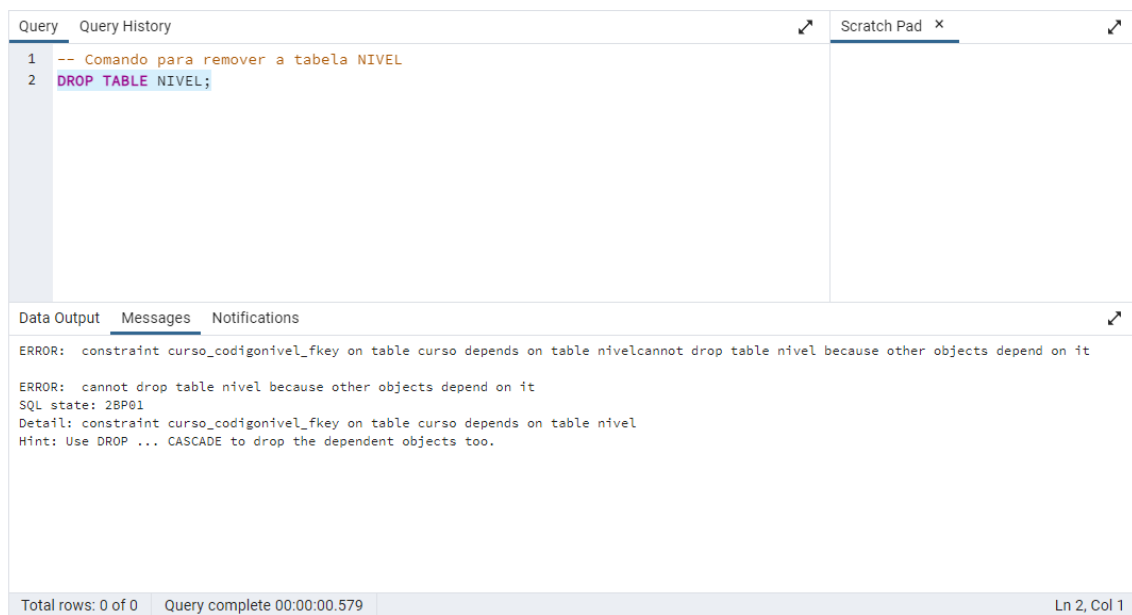 Query Query History
Scratch Pad ×
1 -- Comando para remover a tabela NIVEL
2 DROP TABLE NIVEL;
Data Output Messages Notifications
ERROR:  constraint curso_codigonivel_fkey on table curso depends on table nivelcannot drop table nivel because other objects depend on it
ERROR:  cannot drop table nivel because other objects depend on it
SQL state: 2BP01
Detail: constraint curso_codigonivel_fkey on table curso depends on table nivel
Hint: Use DROP ... CASCADE to drop the dependent objects too.
Total rows: 0 of 0 Query complete 00:00:00.579 Ln 2, Col 1